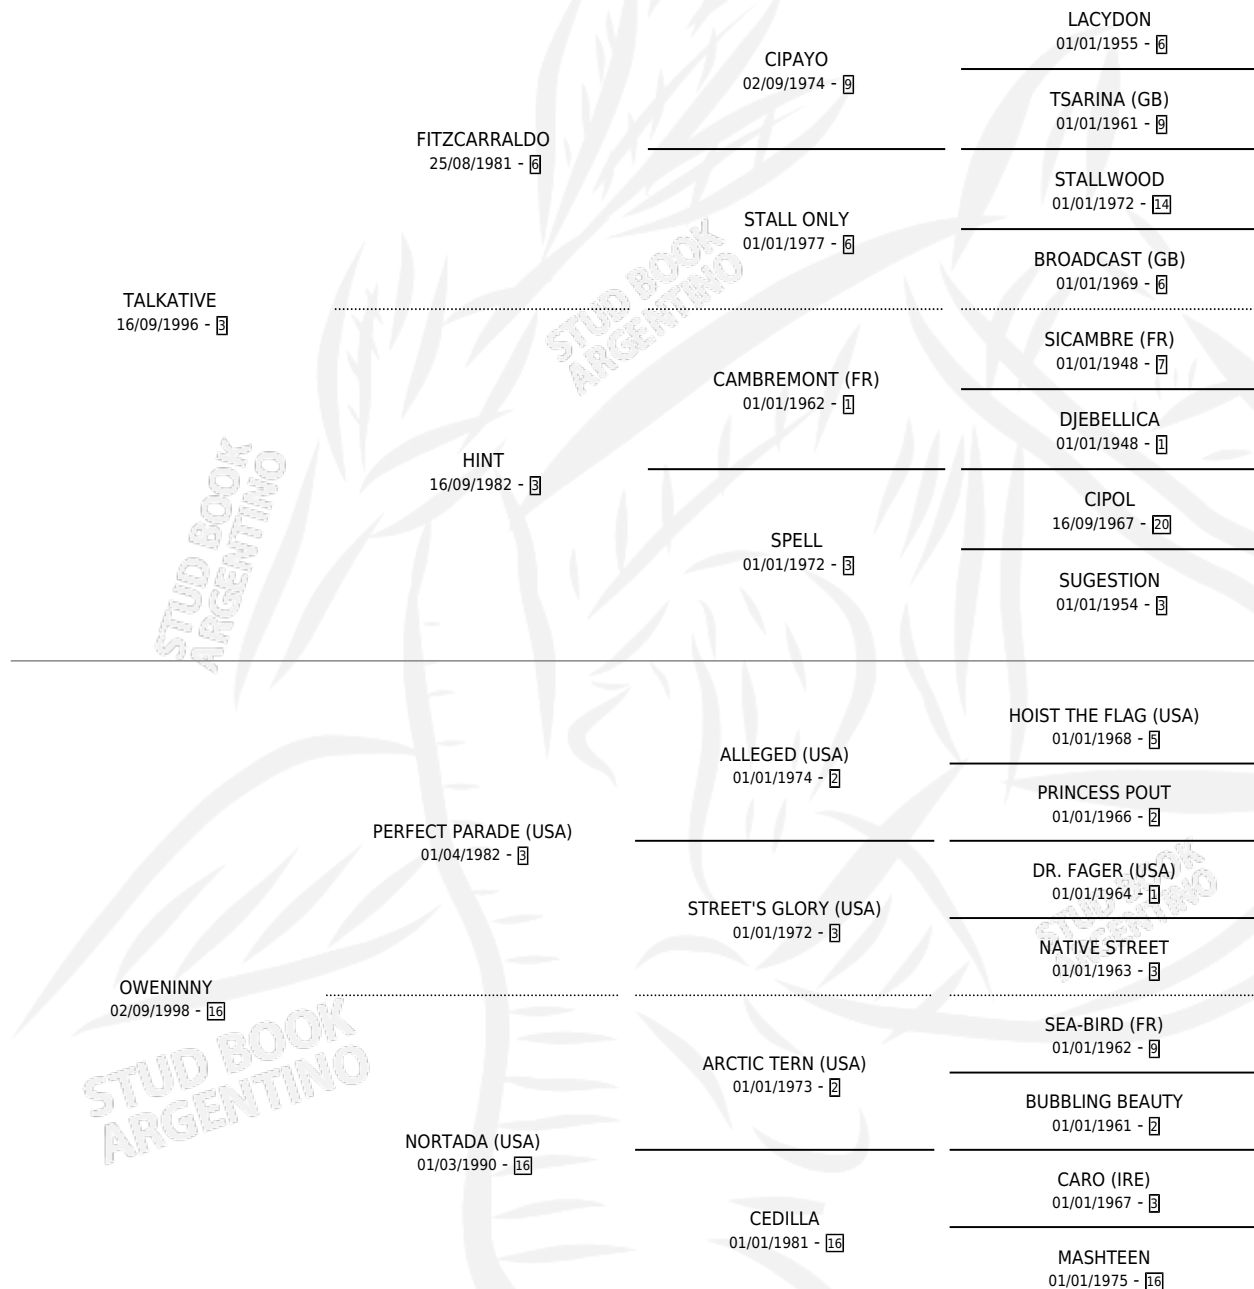 LACYDON
01/01/1955 - 6
CIPAYO
02/09/1974 - 9
TSARINA (GB)
01/01/1961 - 9
FITZCARRALDO
25/08/1981 - 6
STALLWOOD
01/01/1972 - 14
STALL ONLY
01/01/1977 - 6
BROADCAST (GB)
01/01/1969 - 6
TALKATIVE
16/09/1996 - 3
SICAMBRE (FR)
01/01/1948 - 7
CAMBREMONT (FR)
01/01/1962 - 1
DJEBELLICA
01/01/1948 - 1
HINT
16/09/1982 - 3
CIPOL
16/09/1967 - 20
SPELL
01/01/1972 - 3
SUGESTION
01/01/1954 - 3
HOIST THE FLAG (USA)
01/01/1968 - 5
ALLEGED (USA)
01/01/1974 - 2
PRINCESS POUT
01/01/1966 - 2
PERFECT PARADE (USA)
01/04/1982 - 3
DR. FAGER (USA)
01/01/1964 - 1
STREET'S GLORY (USA)
01/01/1972 - 3
NATIVE STREET
01/01/1963 - 3
OWENINNY
02/09/1998 - 16
SEA-BIRD (FR)
01/01/1962 - 9
ARCTIC TERN (USA)
01/01/1973 - 2
BUBBLING BEAUTY
01/01/1961 - 2
NORTADA (USA)
01/03/1990 - 16
CARO (IRE)
01/01/1967 - 3
CEDILLA
01/01/1981 - 16
MASHTEEN
01/01/1975 - 16
STUD BOOK
ARGENTINO
STUD BOOK
ARGENTINO
STUD BOOK
ARGENTINO
STUD BOOK
ARGENTINO